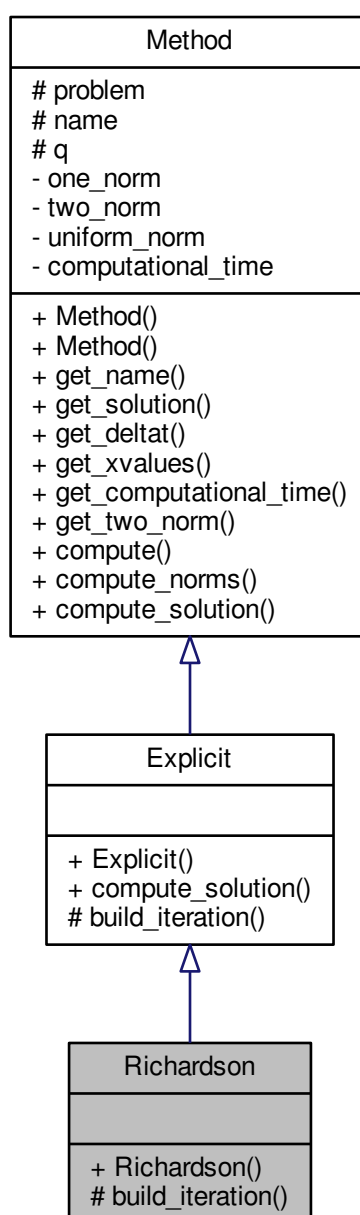 Method
# problem
# name
# q
- one_norm
- two_norm
- uniform_norm
- computational_time
+ Method()
+ Method()
+ get_name()
+ get_solution()
+ get_deltat()
+ get_xvalues()
+ get_computational_time()
+ get_two_norm()
+ compute()
+ compute_norms()
+ compute_solution()
Explicit
+ Explicit()
+ compute_solution()
# build_iteration()
Richardson
+ Richardson()
# build_iteration()